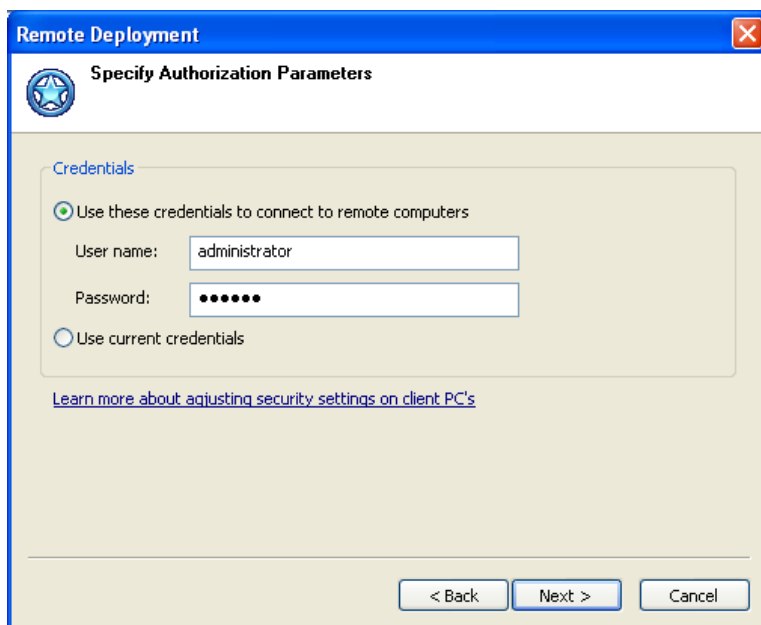 Remote Deployment
Specify Authorization Parameters
Credentials
Use these credentials to connect to remote computers
User name: administrator
Password: ●●●●●●
Use current credentials
Learn more about aqjusting security settings on client PC's
< Back Next > Cancel